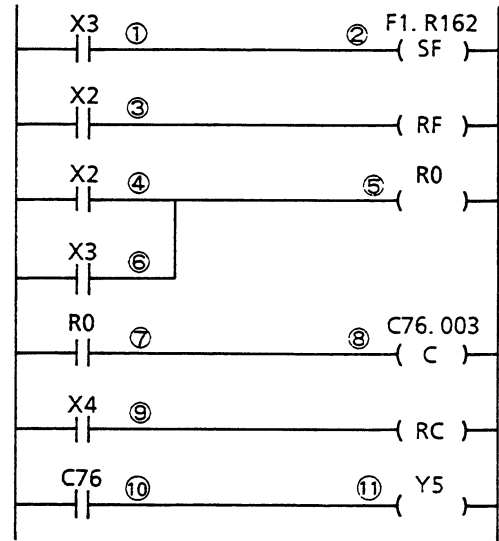 X3 ① ② F1. R162
( SF )
X2 ③ ( RF )
X2 ④ ⑤ R0
( )
X3 ⑥
R0 ⑦ ⑧ C76. 003
( C )
X4 ⑨ ( RC )
C76 ⑩ ⑪ Y5
( )